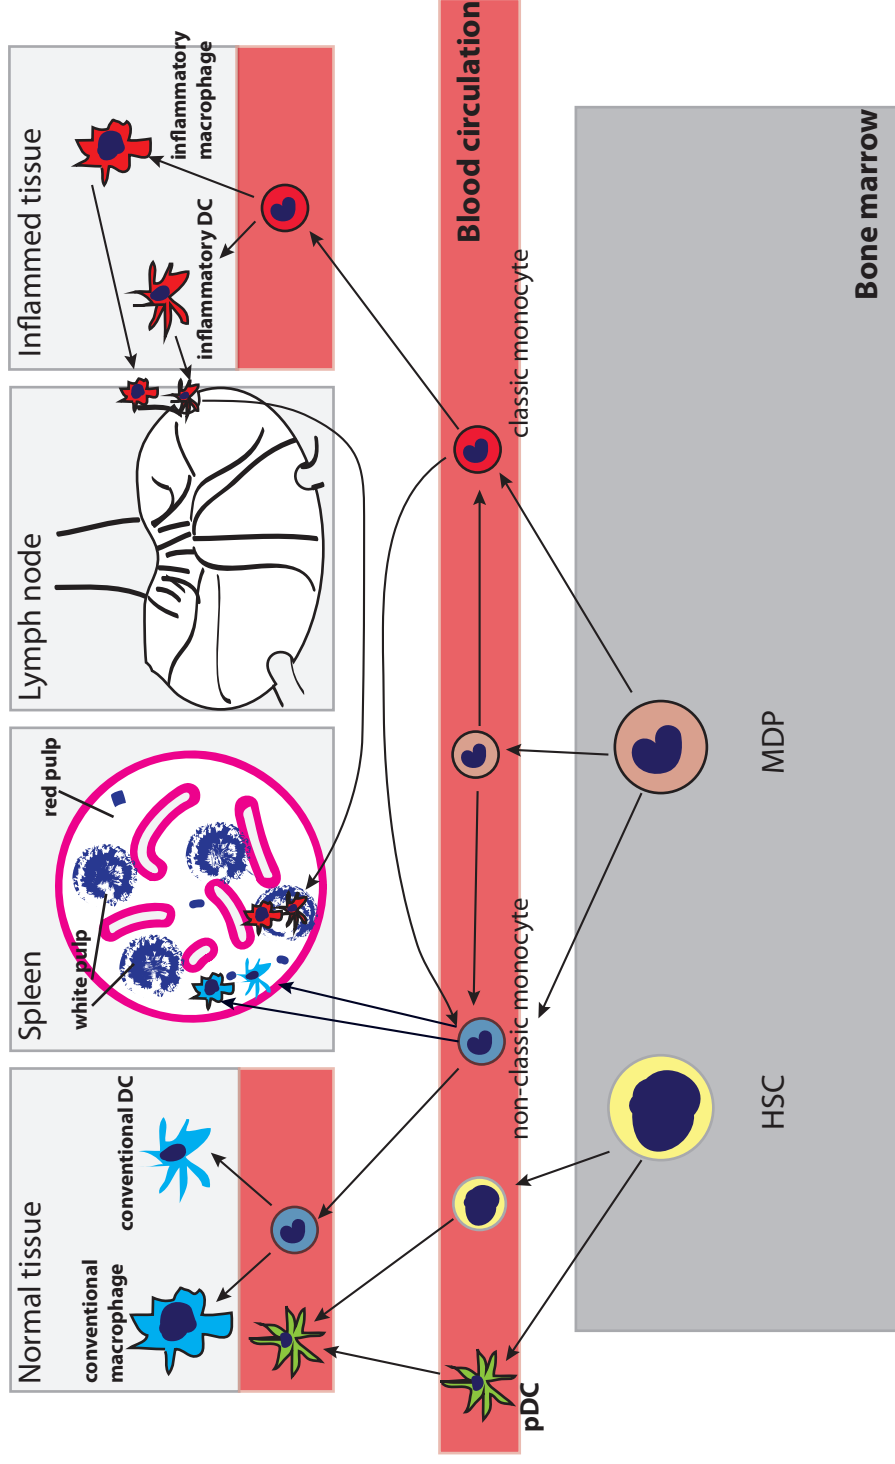 Normal tissue
conventional
macrophage
conventional DC
Spleen
white pulp
red pulp
Lymph node
Inflammed tissue
inflammatory DC
inflammatory
macrophage
Blood circulation
pDC
non-classic monocyte
classic monocyte
HSC
MDP
Bone marrow